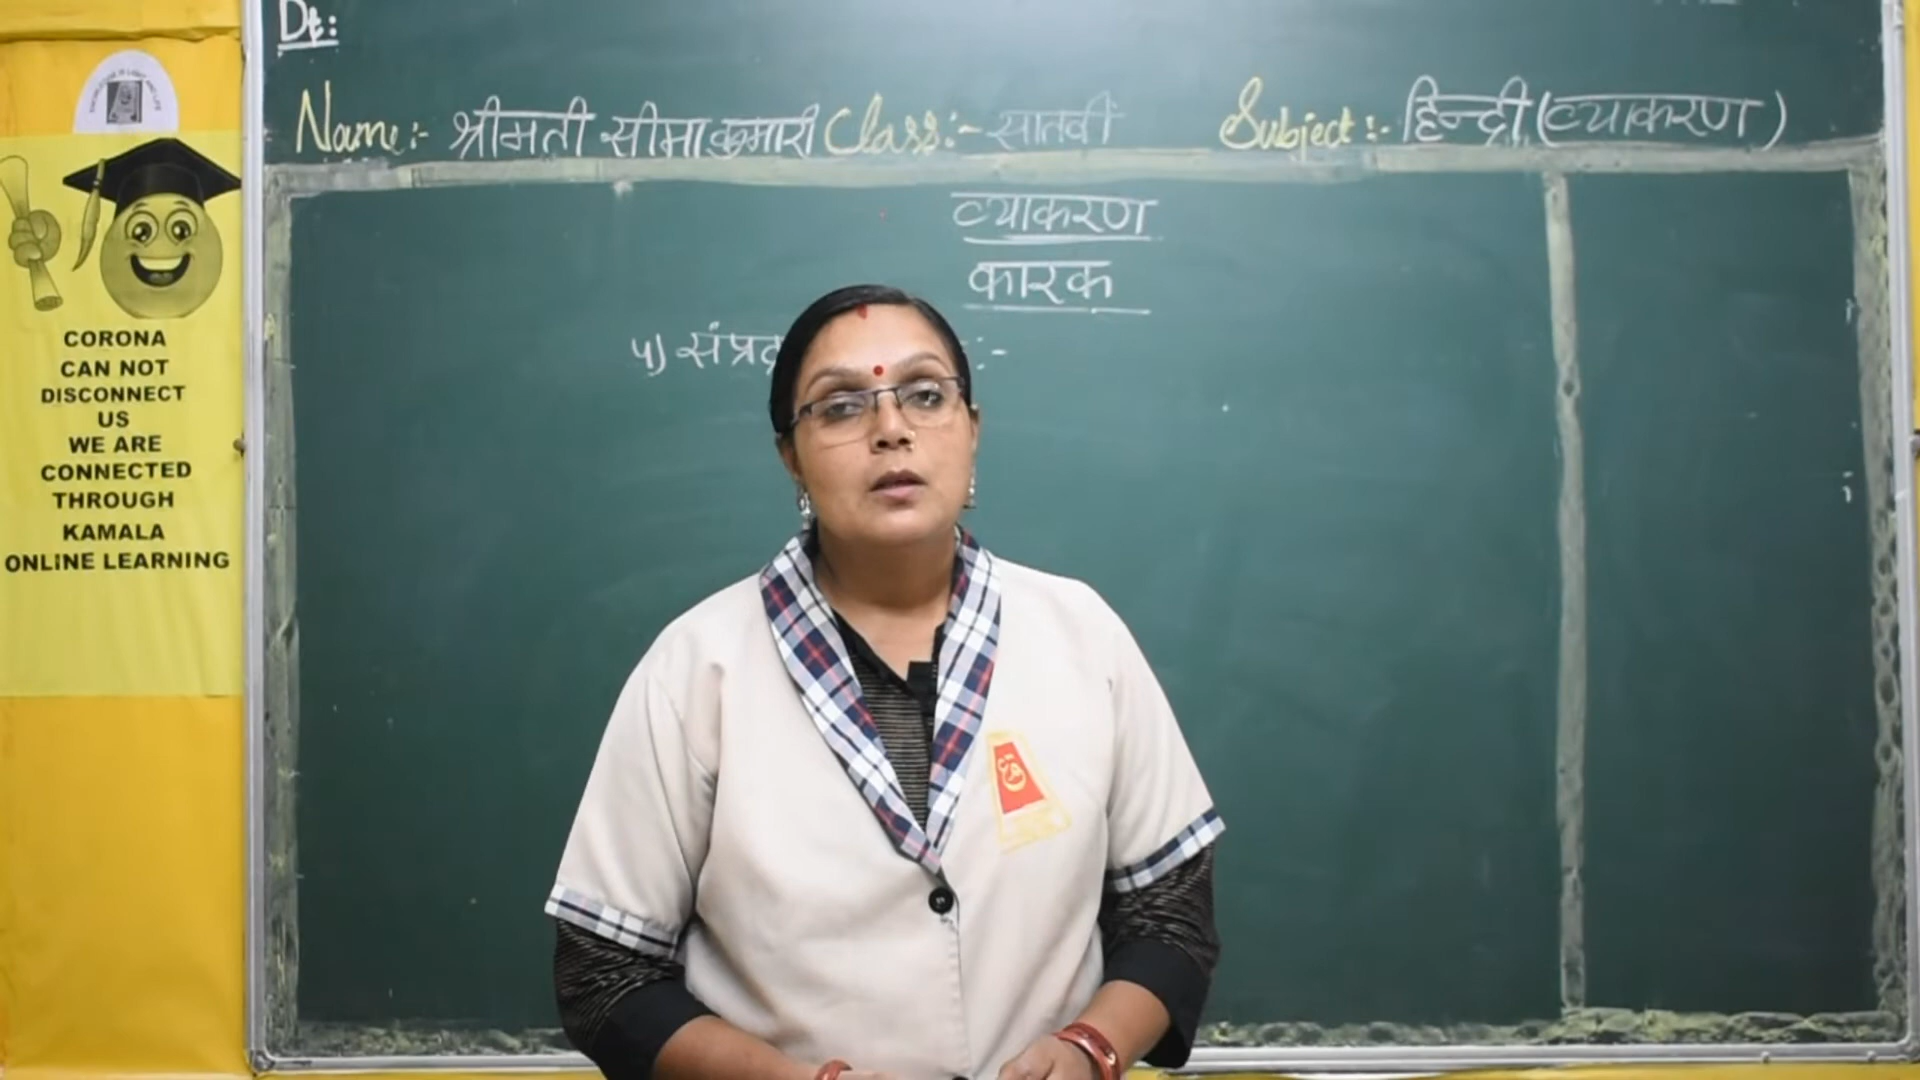 Dt:
Name:- श्रीमती सीमा कुमारी Class:- सातवीं Subject:- हिन्दी (व्याकरण)
व्याकरण
कारक
४) :-
CORONA
CAN NOT
DISCONNECT
US
WE ARE
CONNECTED
THROUGH
KAMALA
ONLINE LEARNING